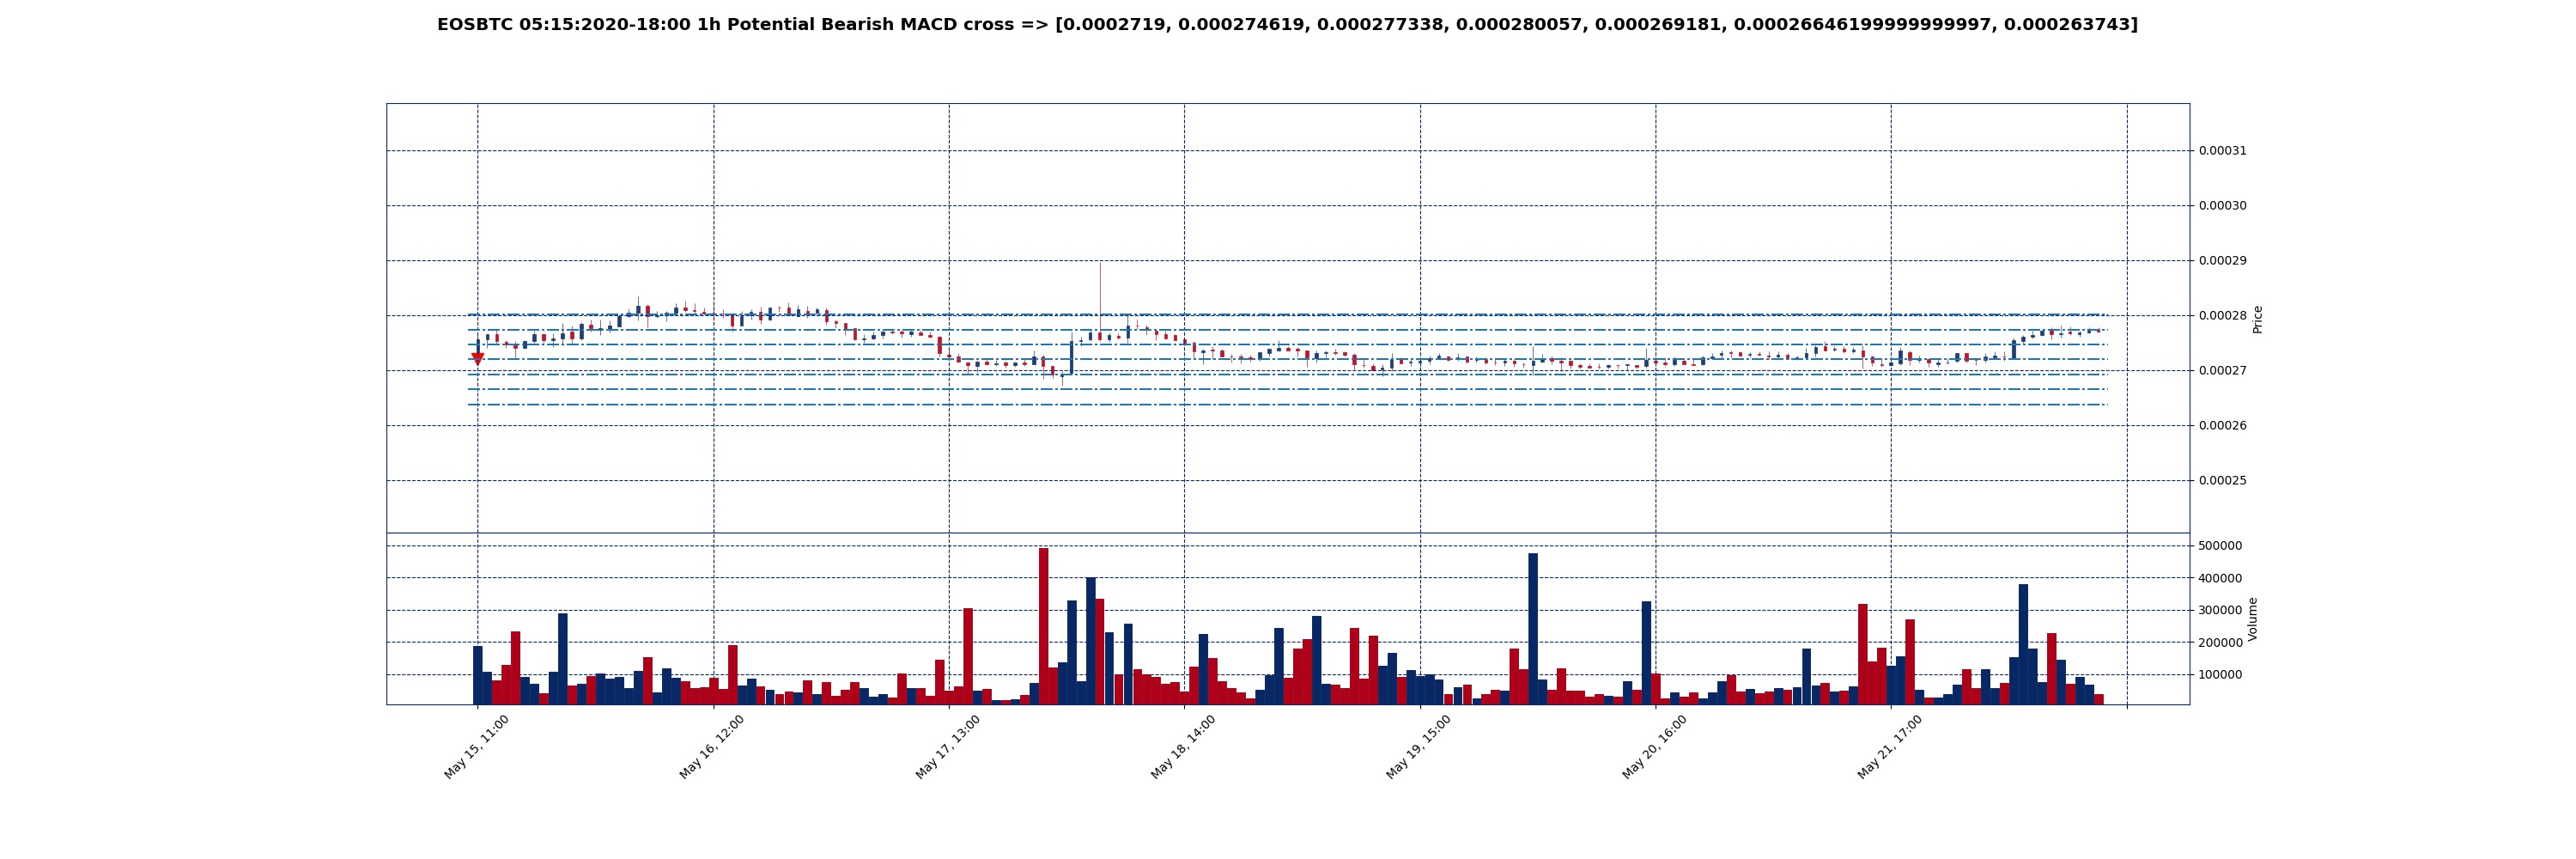 EOSBTC 05:15:2020-18:00 1h Potential Bearish MACD cross => [0.0002719, 0.000274619, 0.000277338, 0.000280057, 0.000269181, 0.00026646199999999997, 0.000263743]
0.00031
0.00030
0.00029
0.00028
0.00027
0.00026
0.00025
Price
500000
400000
300000
200000
100000
Volume
May 15, 11:00
May 16, 12:00
May 17, 13:00
May 18, 14:00
May 19, 15:00
May 20, 16:00
May 21, 17:00